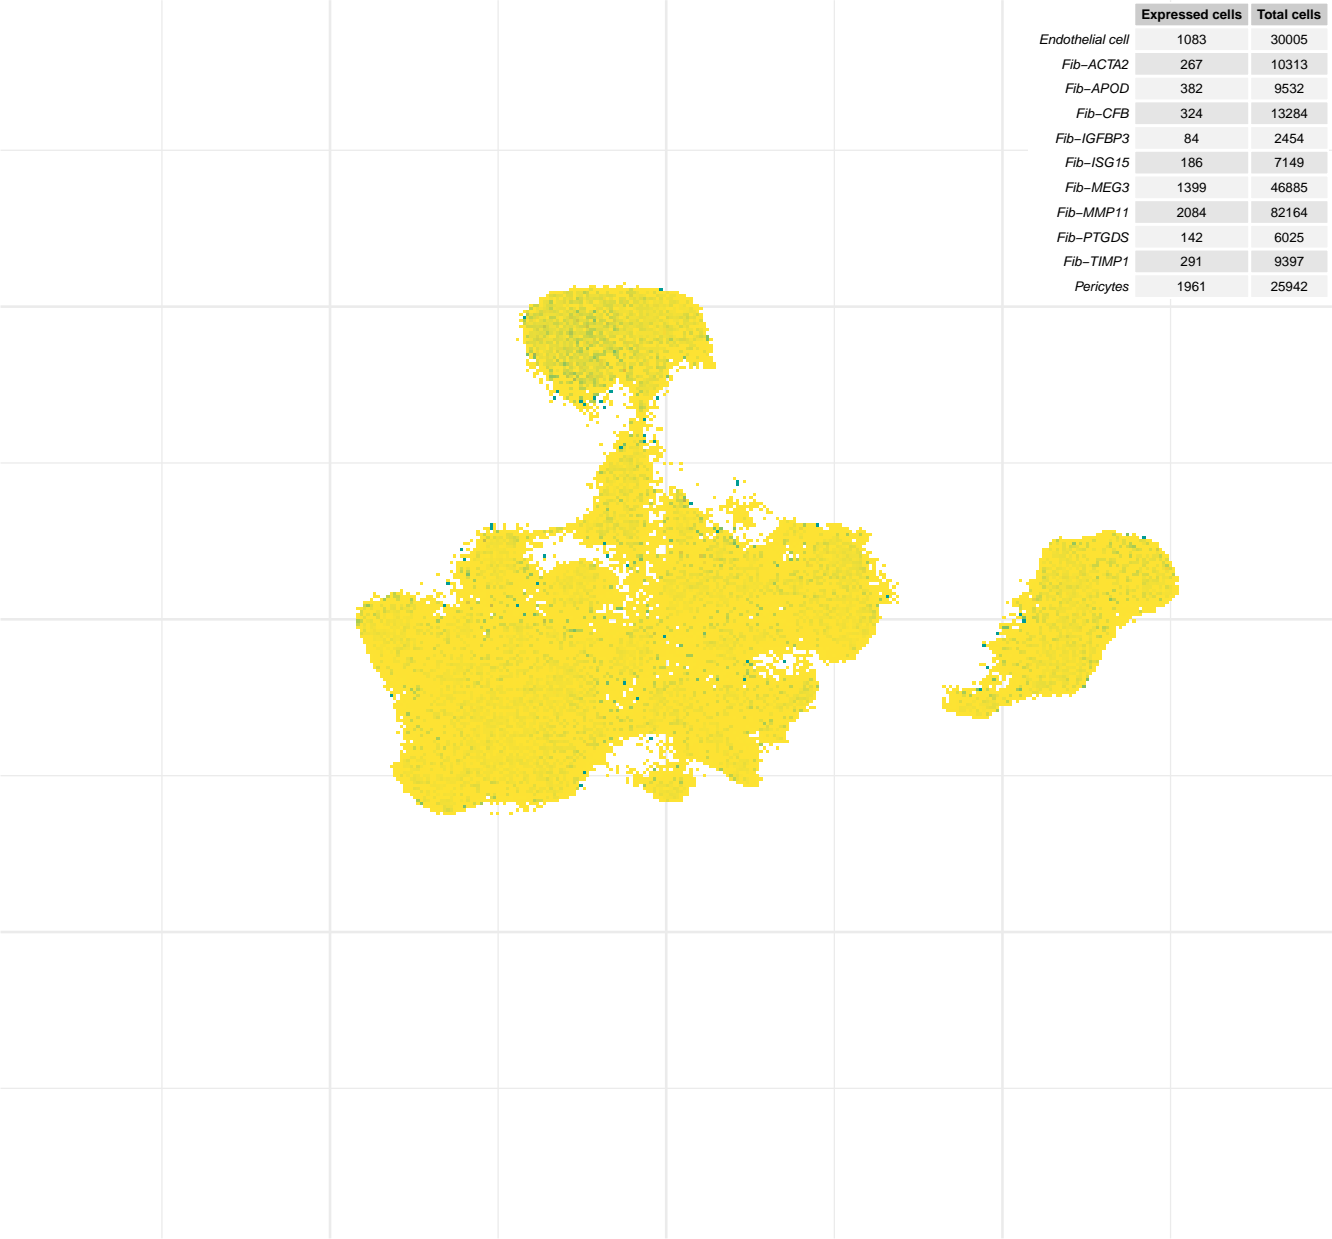 Expressed cells Total cells
Endothelial cell 1083 30005
Fib−ACTA2 267 10313
Fib−APOD 382 9532
Fib−CFB 324 13284
Fib−IGFBP3 84 2454
Fib−ISG15 186 7149
Fib−MEG3 1399 46885
Fib−MMP11 2084 82164
Fib−PTGDS 142 6025
Fib−TIMP1 291 9397
Pericytes 1961 25942